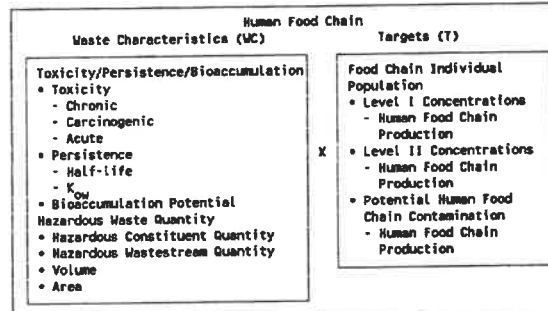 Human Food Chain
Waste Characteristics (WC)
Targets (T)
Toxicity/Persistence/Bioaccumulation
• Toxicity
- Chronic
- Carcinogenic
- Acute
• Persistence
- Half-life
- Kow
• Bioaccumulation Potential
Hazardous Waste Quantity
• Hazardous Constituent Quantity
• Hazardous Wastestream Quantity
• Volume
• Area
X
Food Chain Individual
Population
• Level I Concentrations
- Human Food Chain
Production
• Level II Concentrations
- Human Food Chain
Production
• Potential Human Food
Chain Contamination
- Human Food Chain
Production